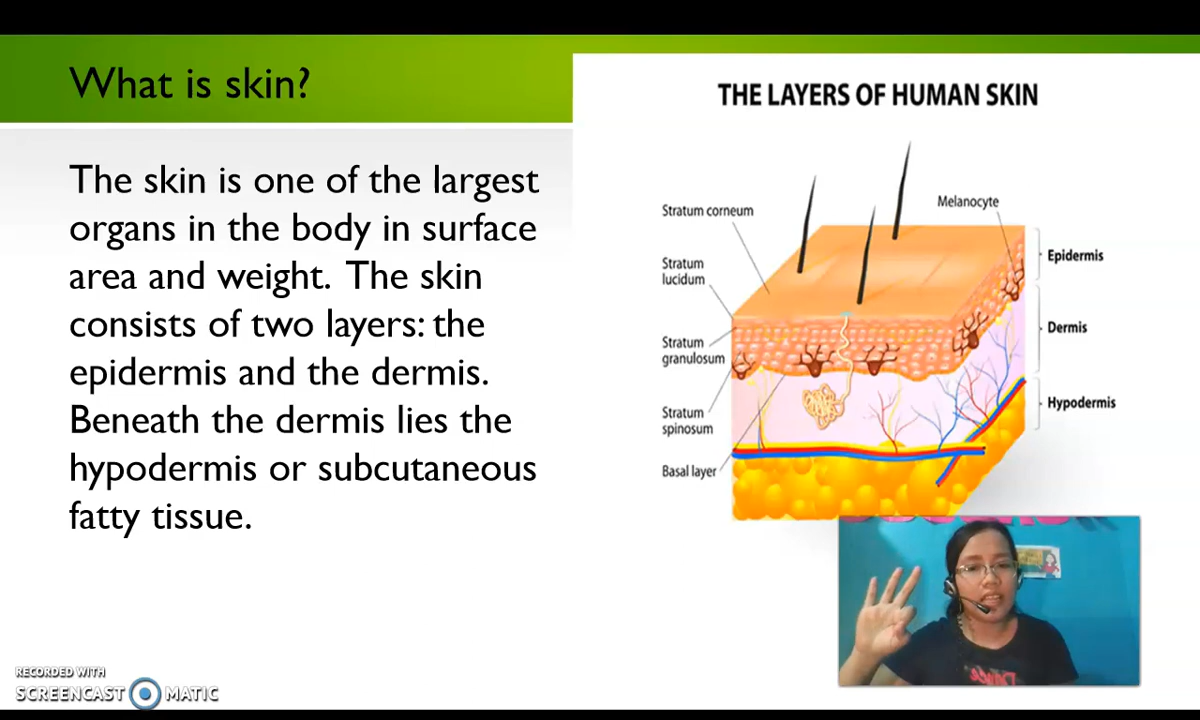 What is skin?
The skin is one of the largest
organs in the body in surface
area and weight. The skin
consists of two layers: the
epidermis and the dermis.
Beneath the dermis lies the
hypodermis or subcutaneous
fatty tissue.
THE LAYERS OF HUMAN SKIN
Stratum corneum
Stratum
lucidum
Stratum
granulosum
Stratum
spinosum
Basal layer
Melanocyte
Epidermis
Dermis
Hypodermis
RECORDED WITH
SCREENCAST MATIC